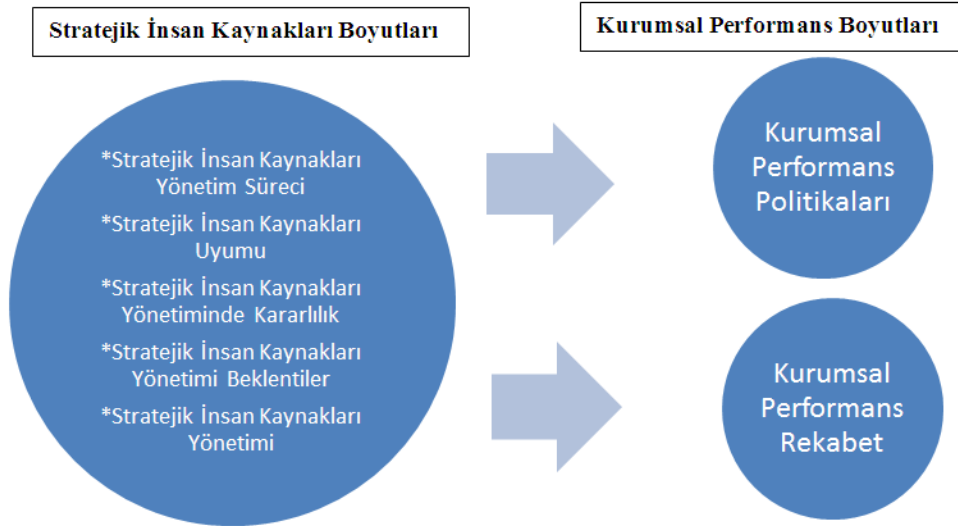 Stratejik İnsan Kaynakları Boyutları
Kurumsal Performans Boyutları
*Stratejik İnsan Kaynakları
Yönetim Süreci
*Stratejik İnsan Kaynakları
Uyumu
*Stratejik İnsan Kaynakları
Yönetiminde Kararlılık
*Stratejik İnsan Kaynakları
Yönetimi Beklentiler
*Stratejik İnsan Kaynakları
Yönetimi
Kurumsal
Performans
Politikaları
Kurumsal
Performans
Rekabet